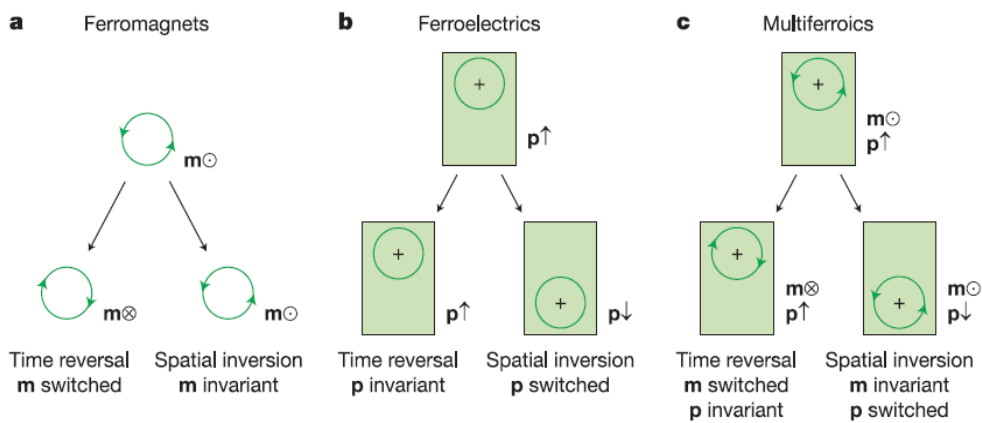 a Ferromagnets
m⊙
m⊗
m⊙
Time reversal
m switched
Spatial inversion
m invariant
b Ferroelectrics
+
p↑
+
p↑
+
p↓
Time reversal
p invariant
Spatial inversion
p switched
c Multiferroics
+
m⊙
p↑
+
m⊗
p↑
+
m⊙
p↓
Time reversal
m switched
p invariant
Spatial inversion
m invariant
p switched